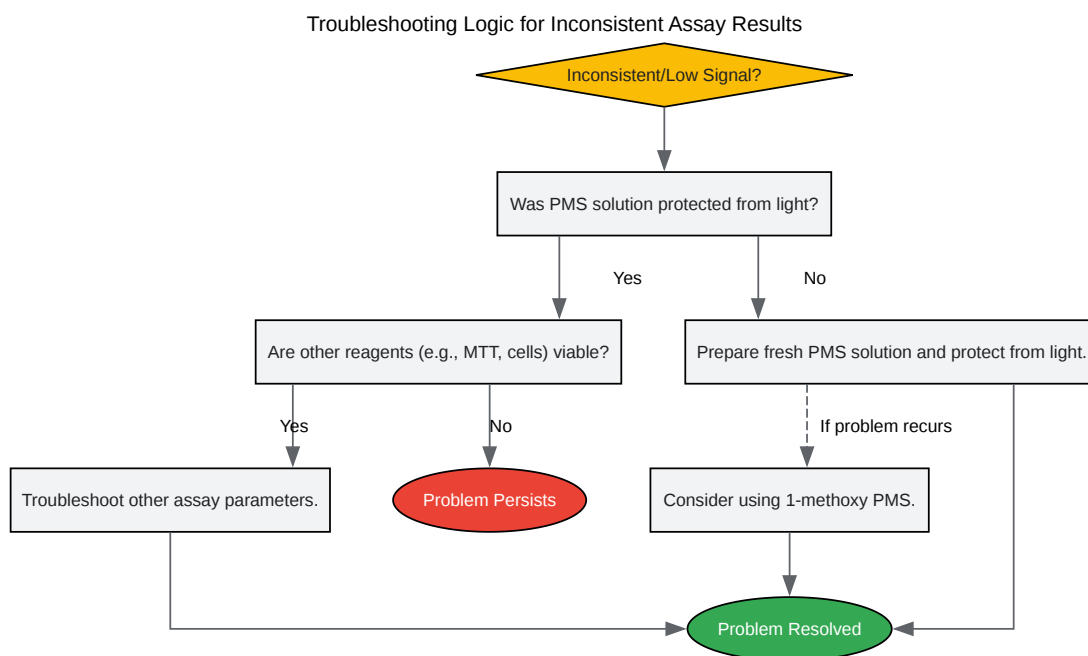 Troubleshooting Logic for Inconsistent Assay Results
Inconsistent/Low Signal?
Was PMS solution protected from light?
Yes
No
Are other reagents (e.g., MTT, cells) viable?
Prepare fresh PMS solution and protect from light.
Yes
No
If problem recurs
Troubleshoot other assay parameters.
Problem Persists
Consider using 1-methoxy PMS.
Problem Resolved